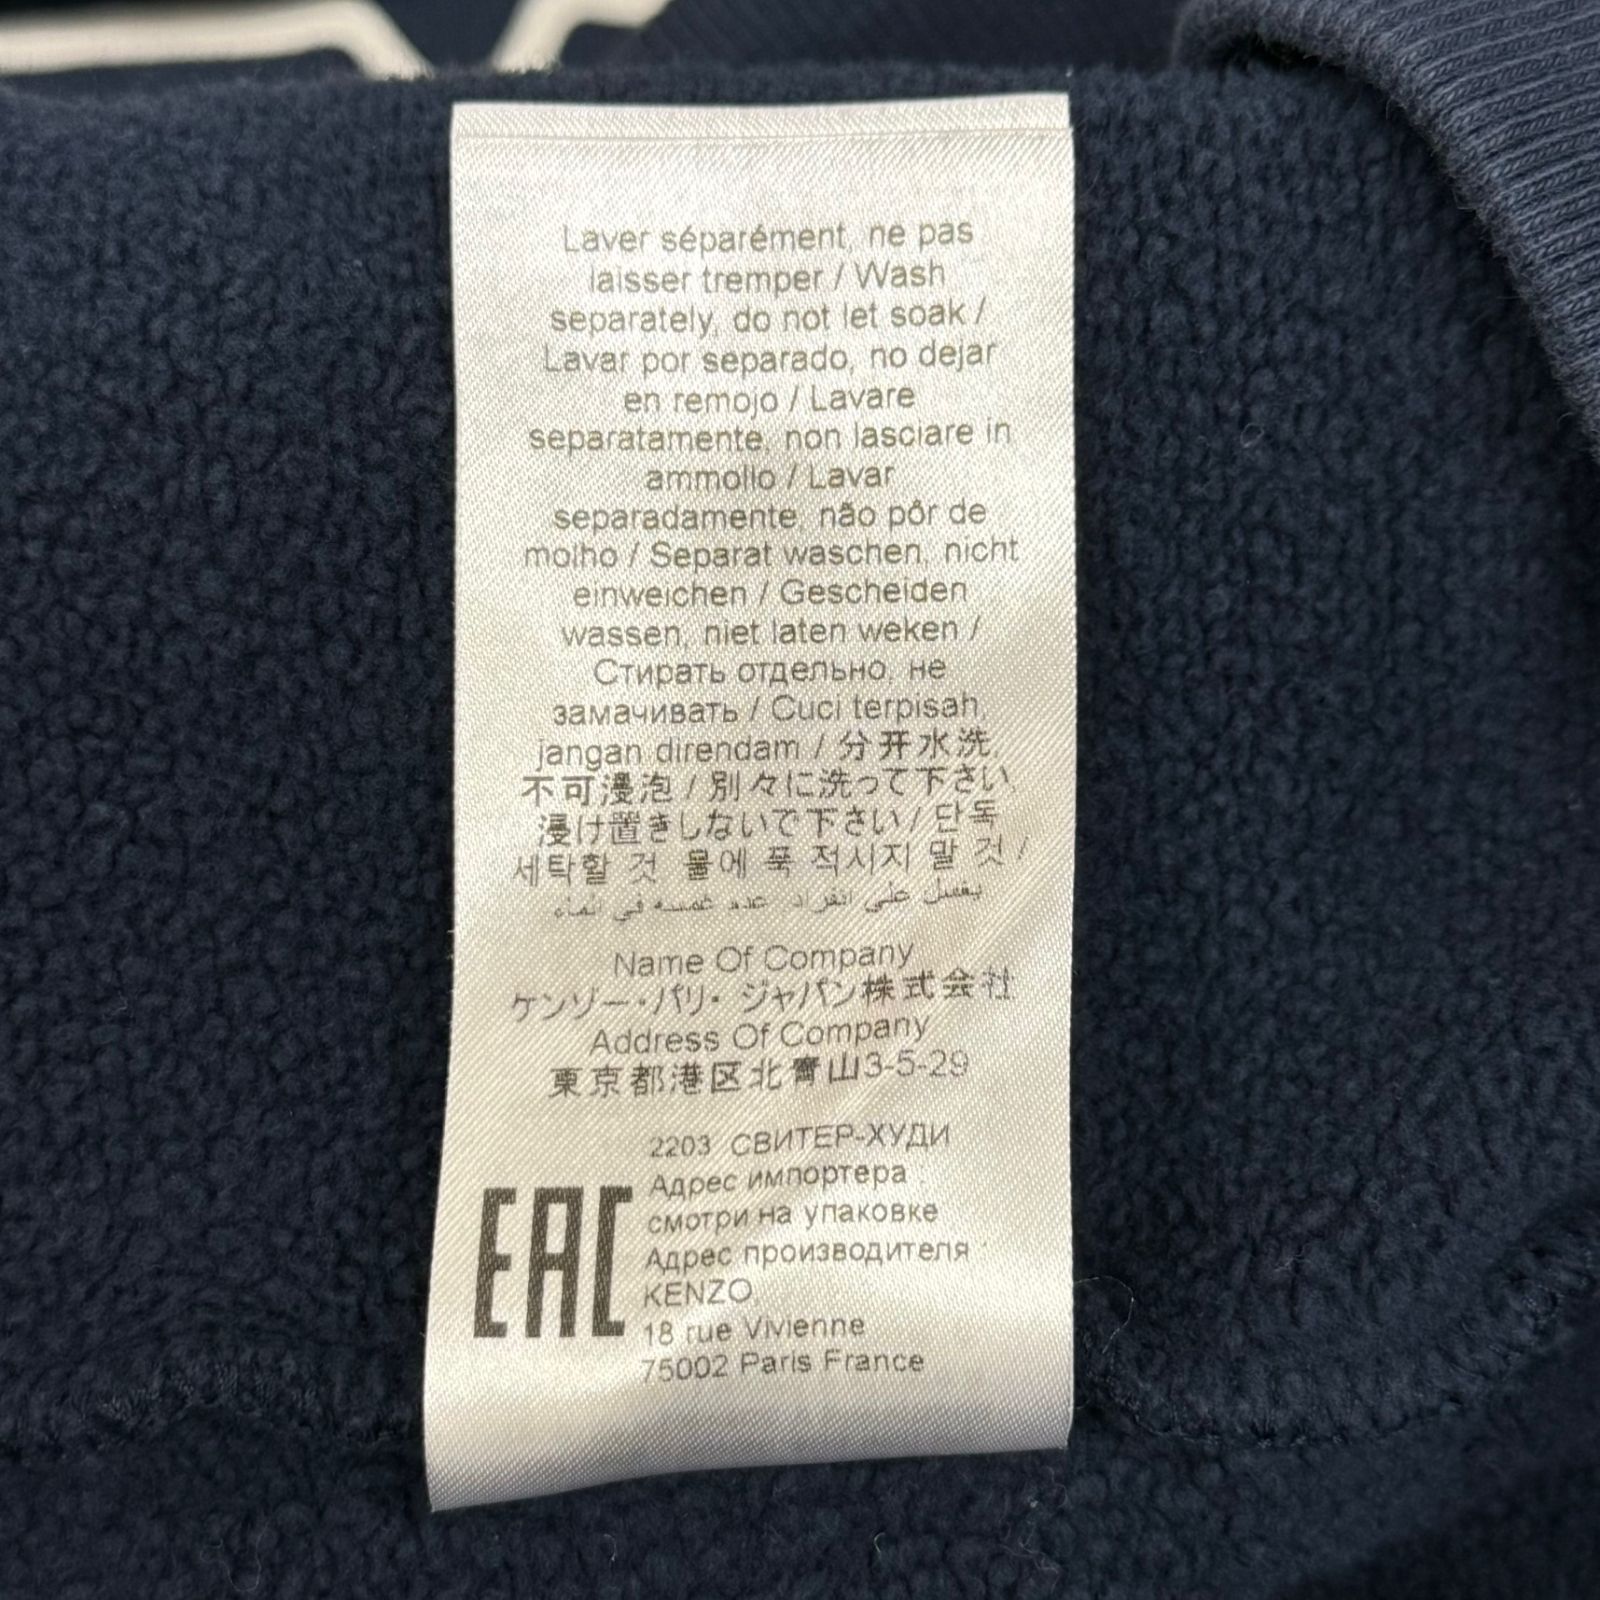 Laver séparément, ne pas
laisser tremper / Wash
separately, do not let soak /
Lavar por separado, no dejar
en remojo / Lavare
separatamente, non lasciare in
ammollo / Lavar
separadamente, não pôr de
molho / Separat waschen, nicht
einweichen / Gescheiden
wassen, niet laten weken /
Стирать отдельно, не
замачивать / Cuci terpisah,
jangan direndam / 分开水洗,
不可浸泡 / 別々に洗って下さい,
浸け置きしないで下さい / 단독
세탁할 것 물에 푹 적시지 말 것 /
يغسل على انفراد عدم غمسه في الماء
Name Of Company
ケンゾー・パリ・ジャパン株式会社
Address Of Company
東京都港区北青山3-5-29
EAC
2203 СВИТЕР-ХУДИ
Адрес импортера :
смотри на упаковке
Адрес производителя :
KENZO,
18 rue Vivienne
75002 Paris France